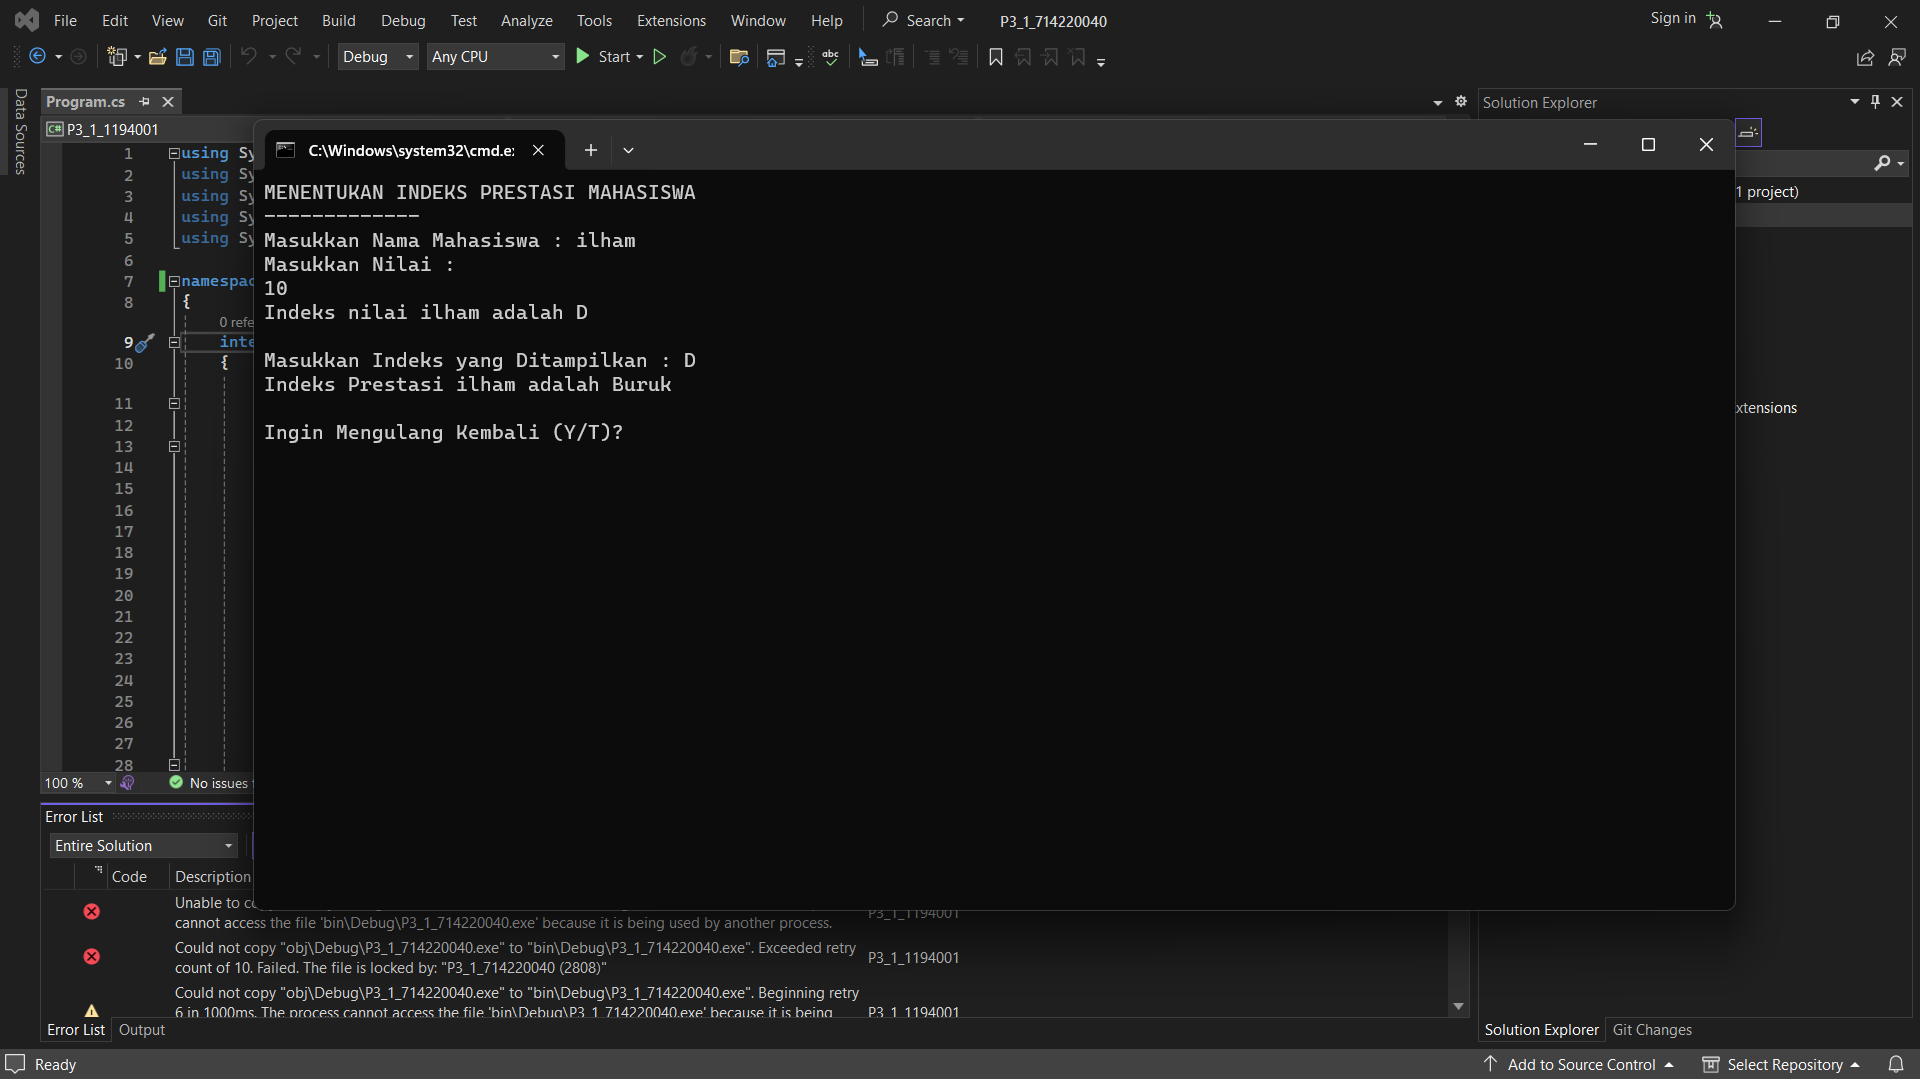 File Edit View Git Project Build Debug Test Analyze Tools Extensions Window Help Search P3_1_714220040 Sign in
Debug Any CPU Start
Data Sources
Program.cs
P3_1_1194001
C:\Windows\system32\cmd.e
MENENTUKAN INDEKS PRESTASI MAHASISWA
-------------
Masukkan Nama Mahasiswa : ilham
Masukkan Nilai :
10
Indeks nilai ilham adalah D
Masukkan Indeks yang Ditampilkan : D
Indeks Prestasi ilham adalah Buruk
Ingin Mengulang Kembali (Y/T)?
1 using Sy
2 using Sy
3 using Sy
4 using Sy
5 using Sy
6
7 namespac
8 {
0 refe
9 inte
10 {
11
12
13
14
15
16
17
18
19
20
21
22
23
24
25
26
27
28
100 % No issues
Solution Explorer
1 project)
xtensions
Error List
Entire Solution
Code Description
Unable to
cannot access the file 'bin\Debug\P3_1_714220040.exe' because it is being used by another process. P3_1_1194001
Could not copy "obj\Debug\P3_1_714220040.exe" to "bin\Debug\P3_1_714220040.exe". Exceeded retry
count of 10. Failed. The file is locked by: "P3_1_714220040 (2808)" P3_1_1194001
Could not copy "obj\Debug\P3_1_714220040.exe" to "bin\Debug\P3_1_714220040.exe". Beginning retry
6 in 1000ms. The process cannot access the file 'bin\Debug\P3_1_714220040.exe' because it is being P3_1_1194001
Error List Output
Solution Explorer Git Changes
Ready Add to Source Control Select Repository